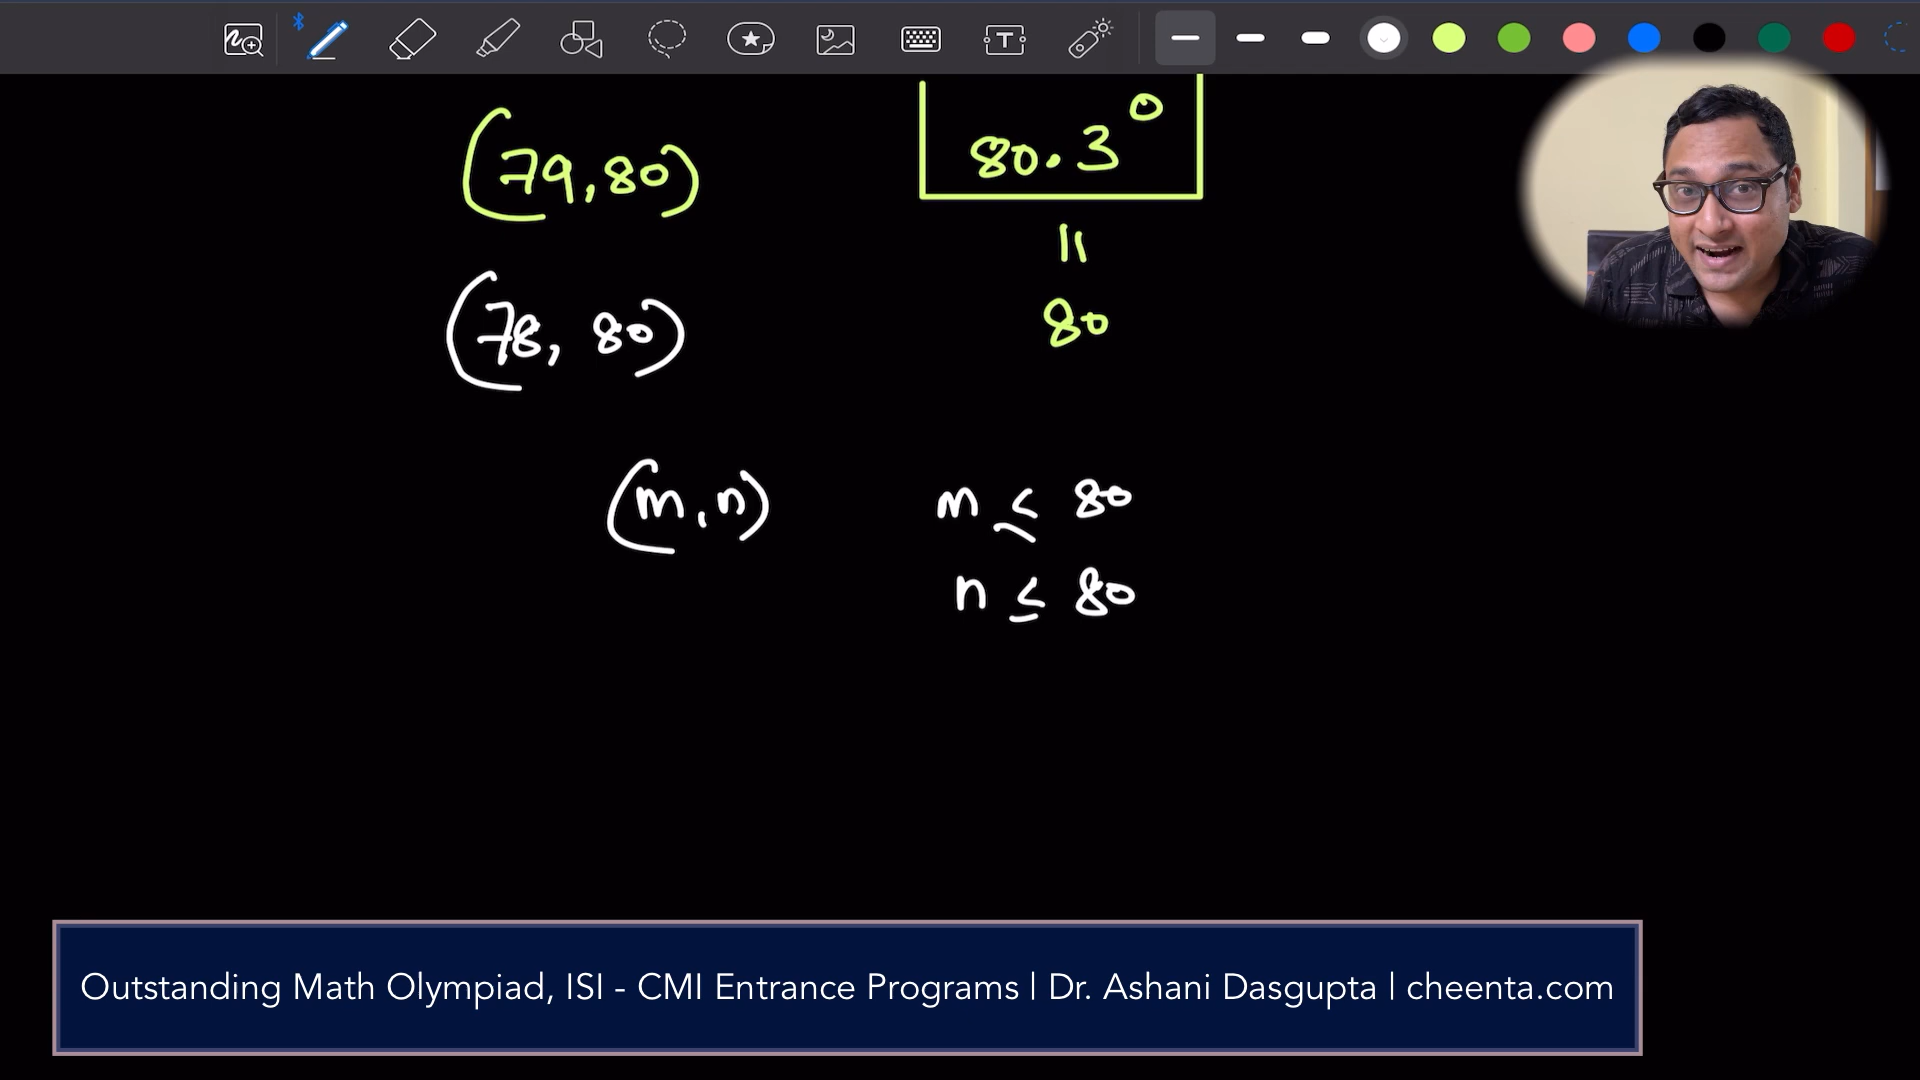 (79,80)
80.3⁰
||
80
(78, 80)
(m,n)
m ≤ 80
n ≤ 80
Outstanding Math Olympiad, ISI - CMI Entrance Programs | Dr. Ashani Dasgupta | cheenta.com